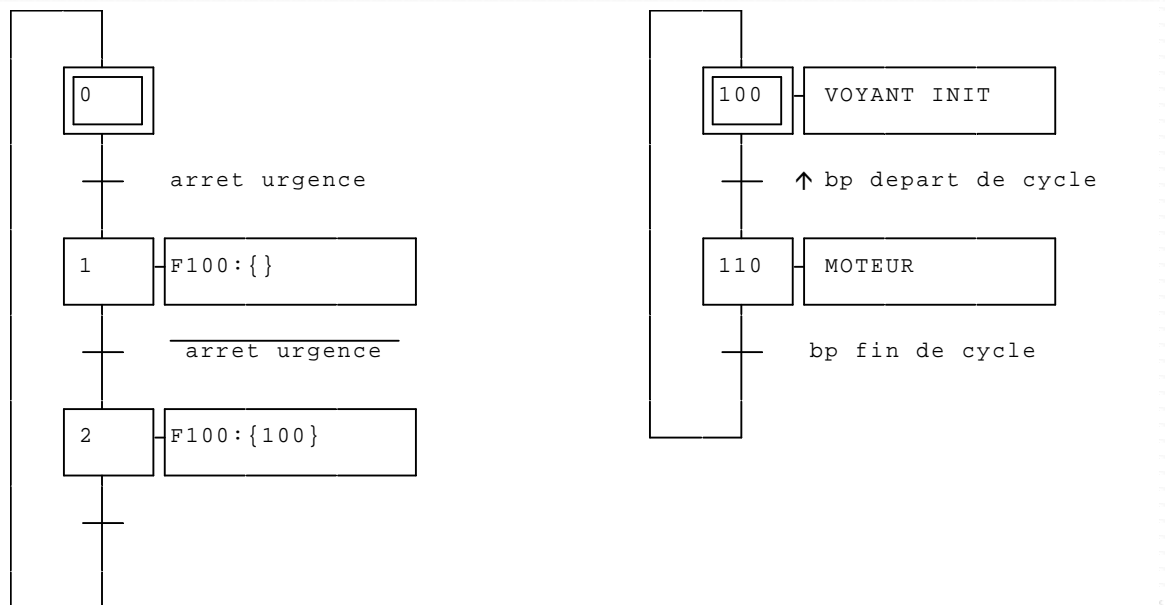 0
arret urgence
1
F100:{}
arret urgence
2
F100:{100}
100
VOYANT INIT
↑ bp depart de cycle
110
MOTEUR
bp fin de cycle